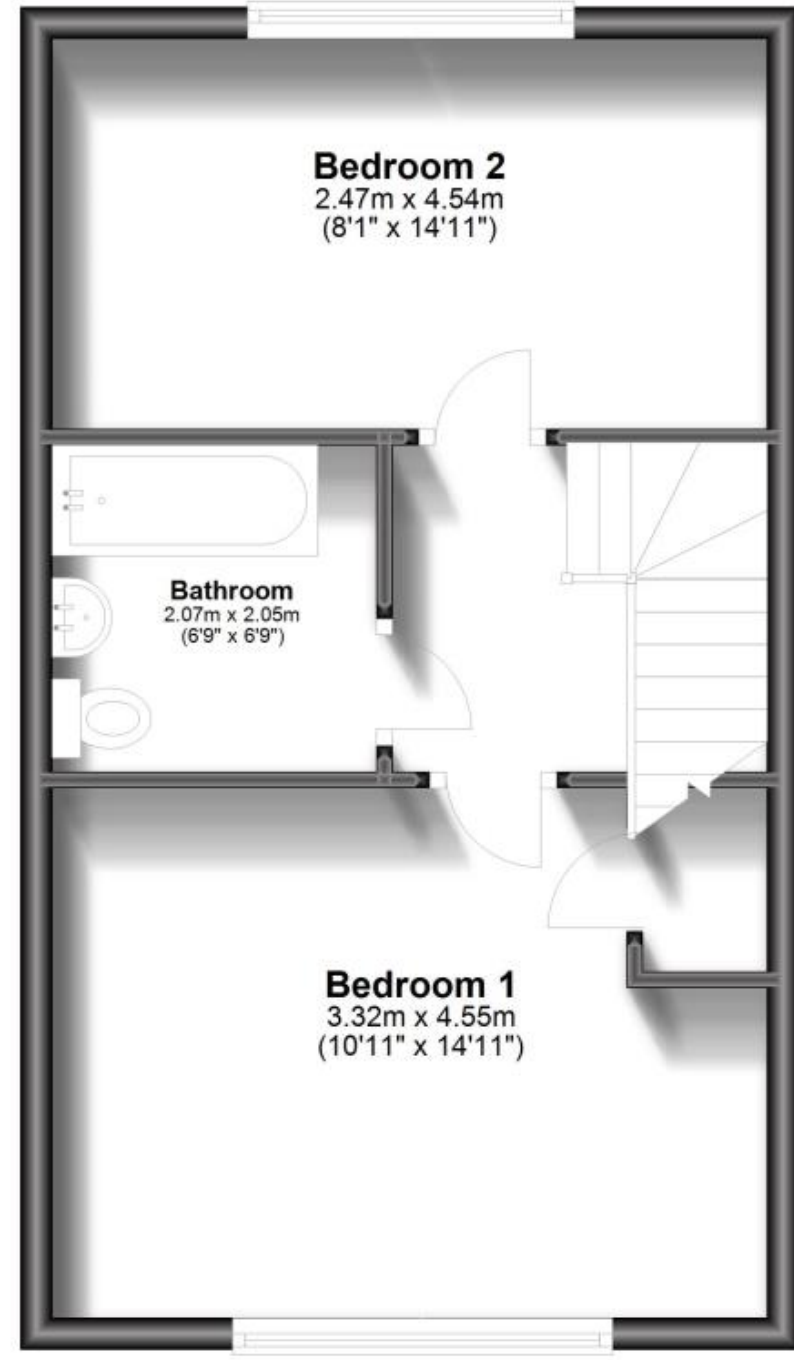 Bedroom 2
2.47m x 4.54m
(8'1" x 14'11")
Bathroom
2.07m x 2.05m
(6'9" x 6'9")
Bedroom 1
3.32m x 4.55m
(10'11" x 14'11")